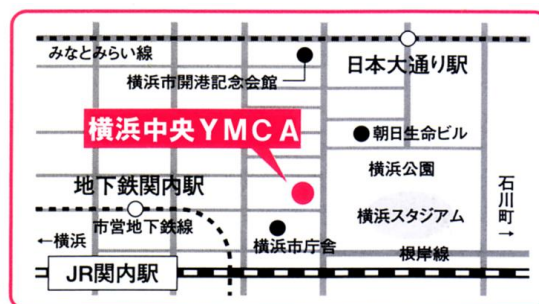 みなとみらい線
日本大通り駅
横浜市開港記念会館
横浜中央YMCA
朝日生命ビル
横浜公園
地下鉄関内駅
石川町→
市営地下鉄線
横浜スタジアム
←横浜
横浜市庁舎
根岸線
JR関内駅